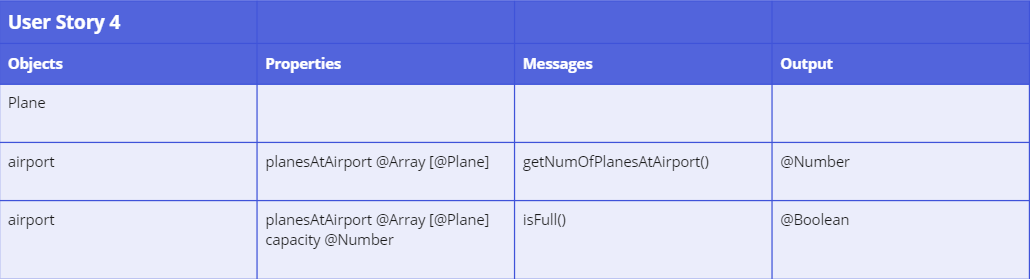 User Story 4
Objects Properties Messages Output
Plane
airport planesAtAirport @Array [@Plane] getNumOfPlanesAtAirport() @Number
airport planesAtAirport @Array [@Plane] isFull() @Boolean
capacity @Number